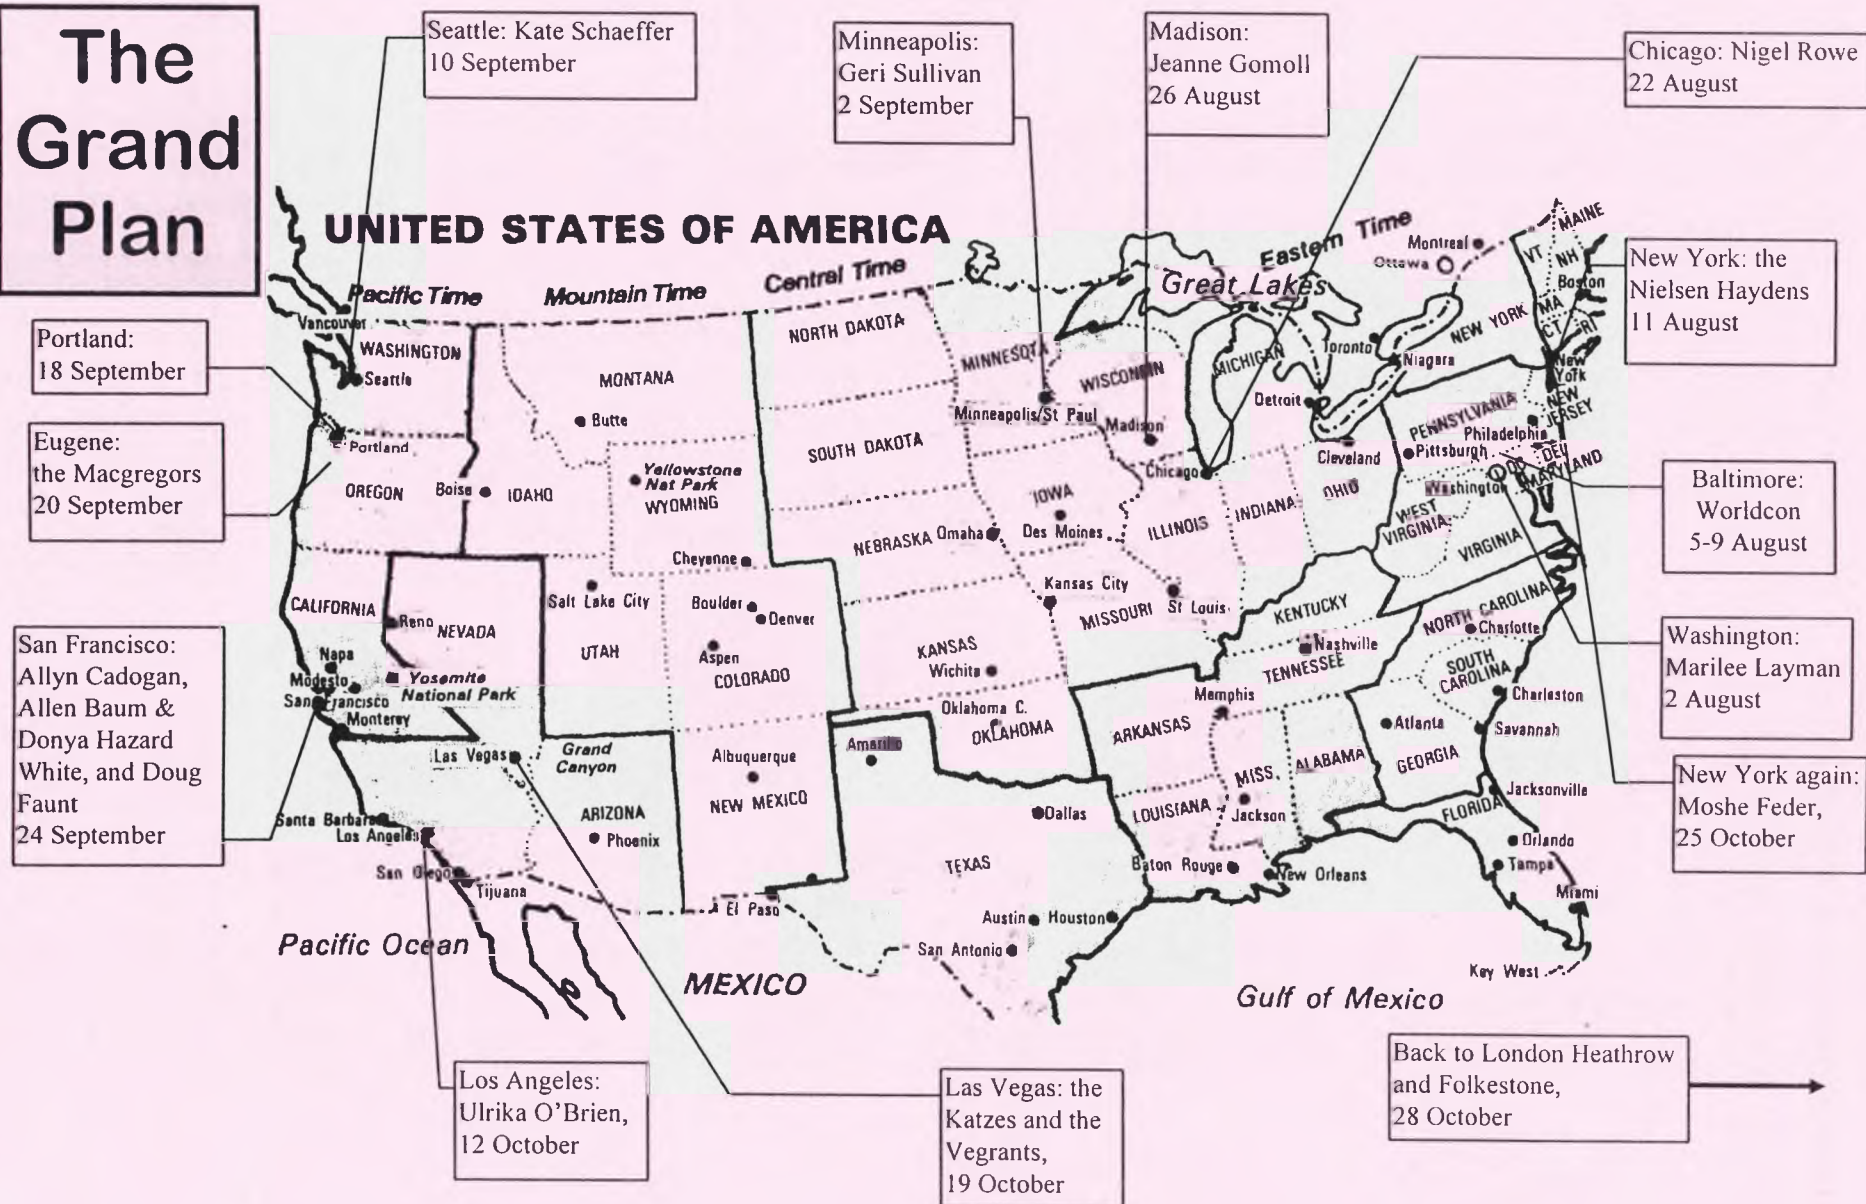 The
Grand
Plan
Seattle: Kate Schaeffer
10 September
Minneapolis:
Geri Sullivan
2 September
Madison:
Jeanne Gomoll
26 August
Chicago: Nigel Rowe
22 August
UNITED STATES OF AMERICA
Pacific Time
Mountain Time
Central Time
Eastern Time
Great Lakes
Montreal
Ottawa
MAINE
VT
NH
Boston
MA
CT
RI
NEW YORK
New
York
New York: the
Nielsen Haydens
11 August
Portland:
18 September
Vancouver
WASHINGTON
Seattle
MONTANA
Butte
NORTH DAKOTA
MINNESOTA
Minneapolis/St Paul
WISCONSIN
Madison
MICHIGAN
Toronto
Niagara
Detroit
Eugene:
the Macgregors
20 September
Portland
OREGON
Boise
IDAHO
Yellowstone
Nat Park
WYOMING
SOUTH DAKOTA
Chicago
Cleveland
PENNSYLVANIA
Philadelphia
Pittsburgh
NEW
JERSEY
DEL
MARYLAND
Washington
Baltimore:
Worldcon
5-9 August
Cheyenne
NEBRASKA
Omaha
IOWA
Des Moines
ILLINOIS
INDIANA
OHIO
WEST
VIRGINIA
VIRGINIA
CALIFORNIA
Reno
NEVADA
Salt Lake City
UTAH
Boulder
Denver
Aspen
COLORADO
KANSAS
Wichita
Kansas City
MISSOURI
St Louis
KENTUCKY
Nashville
TENNESSEE
NORTH CAROLINA
Charlotte
SOUTH
CAROLINA
Charleston
Washington:
Marilee Layman
2 August
San Francisco:
Allyn Cadogan,
Allen Baum &
Donya Hazard
White, and Doug
Faunt
24 September
Napa
Modesto
San Francisco
Monterey
Yosemite
National Park
Las Vegas
Grand
Canyon
Albuquerque
NEW MEXICO
Amarillo
Oklahoma C.
OKLAHOMA
ARKANSAS
Memphis
MISS.
Jackson
ALABAMA
Atlanta
GEORGIA
Savannah
New York again:
Moshe Feder,
25 October
Santa Barbara
Los Angeles
San Diego
Tijuana
ARIZONA
Phoenix
El Paso
Dallas
TEXAS
Austin
Houston
San Antonio
LOUISIANA
Baton Rouge
New Orleans
FLORIDA
Jacksonville
Orlando
Tampa
Miami
Key West
Pacific Ocean
MEXICO
Gulf of Mexico
Los Angeles:
Ulrika O'Brien,
12 October
Las Vegas: the
Katzes and the
Vegrants,
19 October
Back to London Heathrow
and Folkestone,
28 October